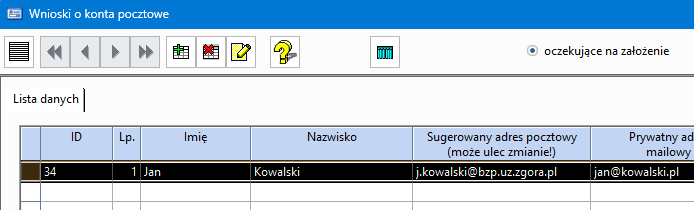 Wnioski o konta pocztowe
oczekujące na założenie
Lista danych
ID Lp. Imię Nazwisko Sugerowany adres pocztowy Prywatny ad
(może ulec zmianie!) mailowy
34 1 Jan Kowalski j.kowalski@bzp.uz.zgora.pl jan@kowalski.pl